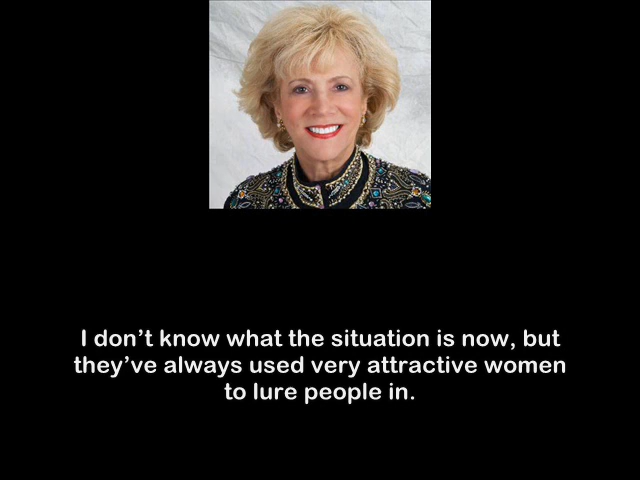 I don’t know what the situation is now, but
they’ve always used very attractive women
to lure people in.